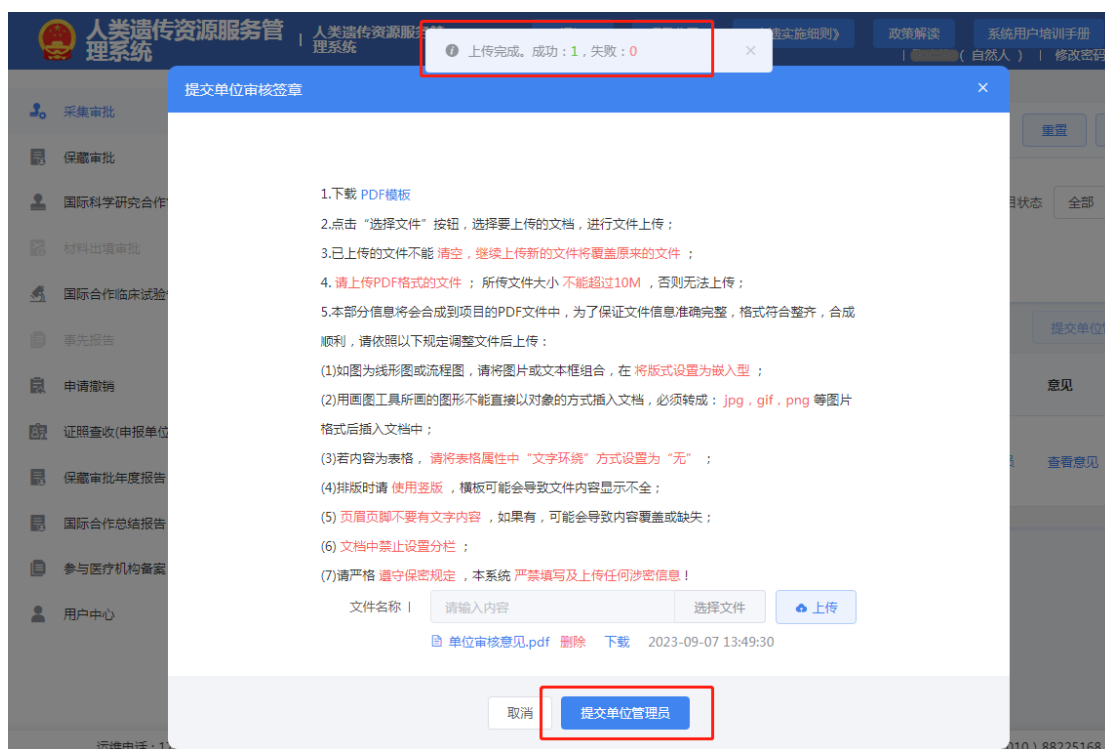 人类遗传资源服务管
理系统
人类遗传资源服务
理系统
上传完成。成功：1，失败：0
实施细则》
政策解读
系统用户培训手册
(自然人) | 修改密码
提交单位审核签章
采集审批
保藏审批
国际科学研究合作
材料出境审批
国际合作临床试验
事先报告
申请撤销
证照查收(申报单位
保藏审批年度报告
国际合作总结报告
参与医疗机构备案
用户中心
重置
状态 全部
提交单位
意见
查看意见
1.下载 PDF模板
2.点击“选择文件”按钮，选择要上传的文档，进行文件上传；
3.已上传的文件不能 清空，继续上传新的文件将覆盖原来的文件 ；
4. 请上传PDF格式的文件 ； 所传文件大小 不能超过10M ，否则无法上传；
5.本部分信息将会合成到项目的PDF文件中，为了保证文件信息准确完整，格式符合整齐，合成
顺利，请依照以下规定调整文件后上传：
(1)如图为线形图或流程图，请将图片或文本框组合，在 将版式设置为嵌入型 ；
(2)用画图工具所画的图形不能直接以对象的方式插入文档，必须转成： jpg，gif，png 等图片
格式后插入文档中；
(3)若内容为表格， 请将表格属性中“文字环绕”方式设置为“无” ；
(4)排版时请 使用竖版 ，横板可能会导致文件内容显示不全；
(5) 页眉页脚不要有文字内容 ，如果有，可能会导致内容覆盖或缺失；
(6) 文档中禁止设置分栏 ；
(7)请严格 遵守保密规定 ，本系统 严禁填写及上传任何涉密信息！
文件名称 | 请输入内容 选择文件 上传
单位审核意见.pdf 删除 下载 2023-09-07 13:49:30
取消 提交单位管理员
运维电话：1
010）88225168